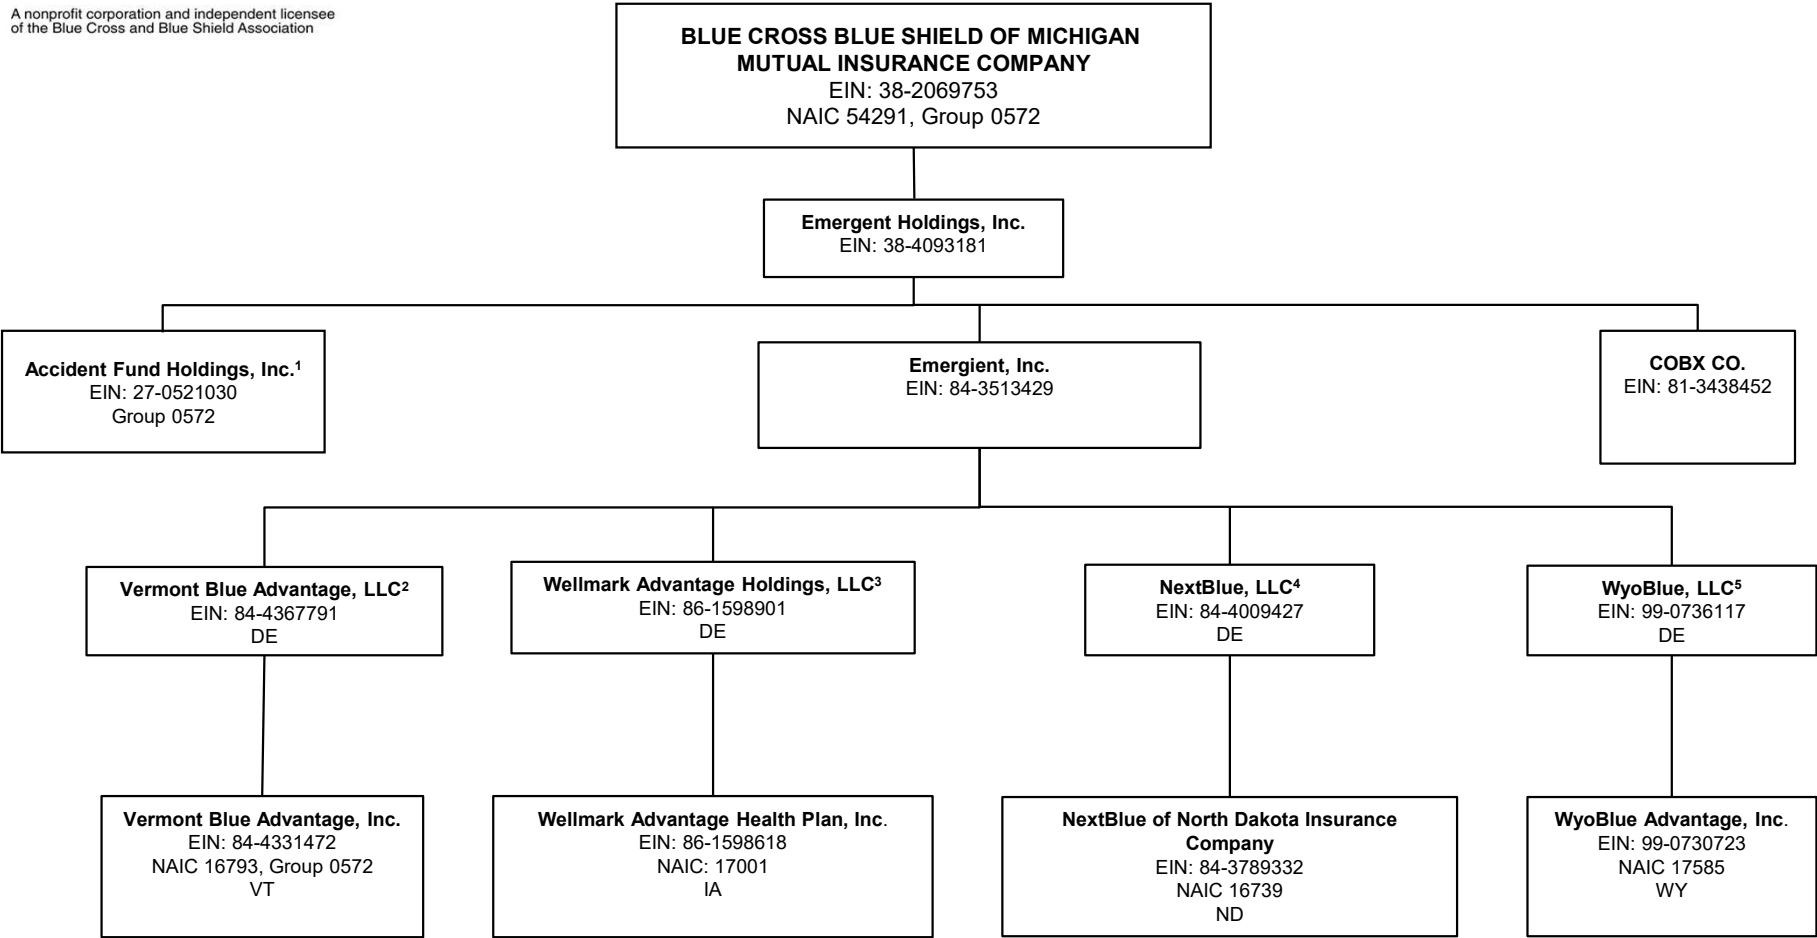 A nonprofit corporation and independent licensee
of the Blue Cross and Blue Shield Association
BLUE CROSS BLUE SHIELD OF MICHIGAN
MUTUAL INSURANCE COMPANY
EIN: 38-2069753
NAIC 54291, Group 0572
Emergent Holdings, Inc.
EIN: 38-4093181
Accident Fund Holdings, Inc.¹
EIN: 27-0521030
Group 0572
Emergient, Inc.
EIN: 84-3513429
COBX CO.
EIN: 81-3438452
Vermont Blue Advantage, LLC²
EIN: 84-4367791
DE
Wellmark Advantage Holdings, LLC³
EIN: 86-1598901
DE
NextBlue, LLC⁴
EIN: 84-4009427
DE
WyoBlue, LLC⁵
EIN: 99-0736117
DE
Vermont Blue Advantage, Inc.
EIN: 84-4331472
NAIC 16793, Group 0572
VT
Wellmark Advantage Health Plan, Inc.
EIN: 86-1598618
NAIC: 17001
IA
NextBlue of North Dakota Insurance
Company
EIN: 84-3789332
NAIC 16739
ND
WyoBlue Advantage, Inc.
EIN: 99-0730723
NAIC 17585
WY